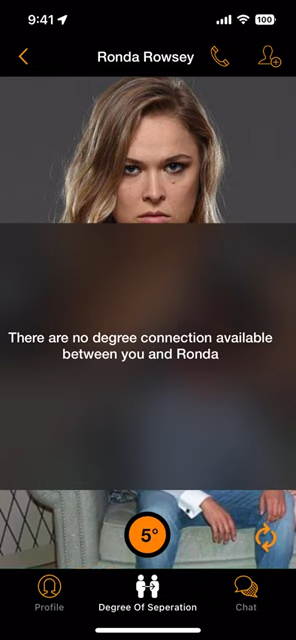 9:41
100
Ronda Rowsey
There are no degree connection available
between you and Ronda
5°
Profile
Degree Of Seperation
Chat